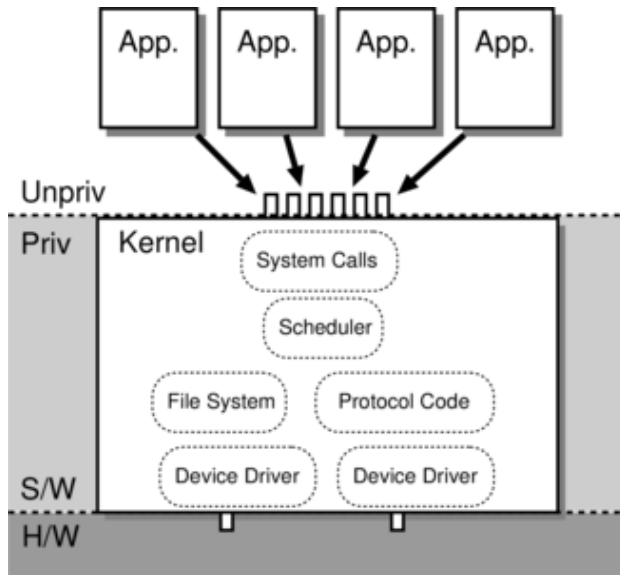 App.
App.
App.
App.
Unpriv
Priv
Kernel
System Calls
Scheduler
File System
Protocol Code
Device Driver
Device Driver
S/W
H/W